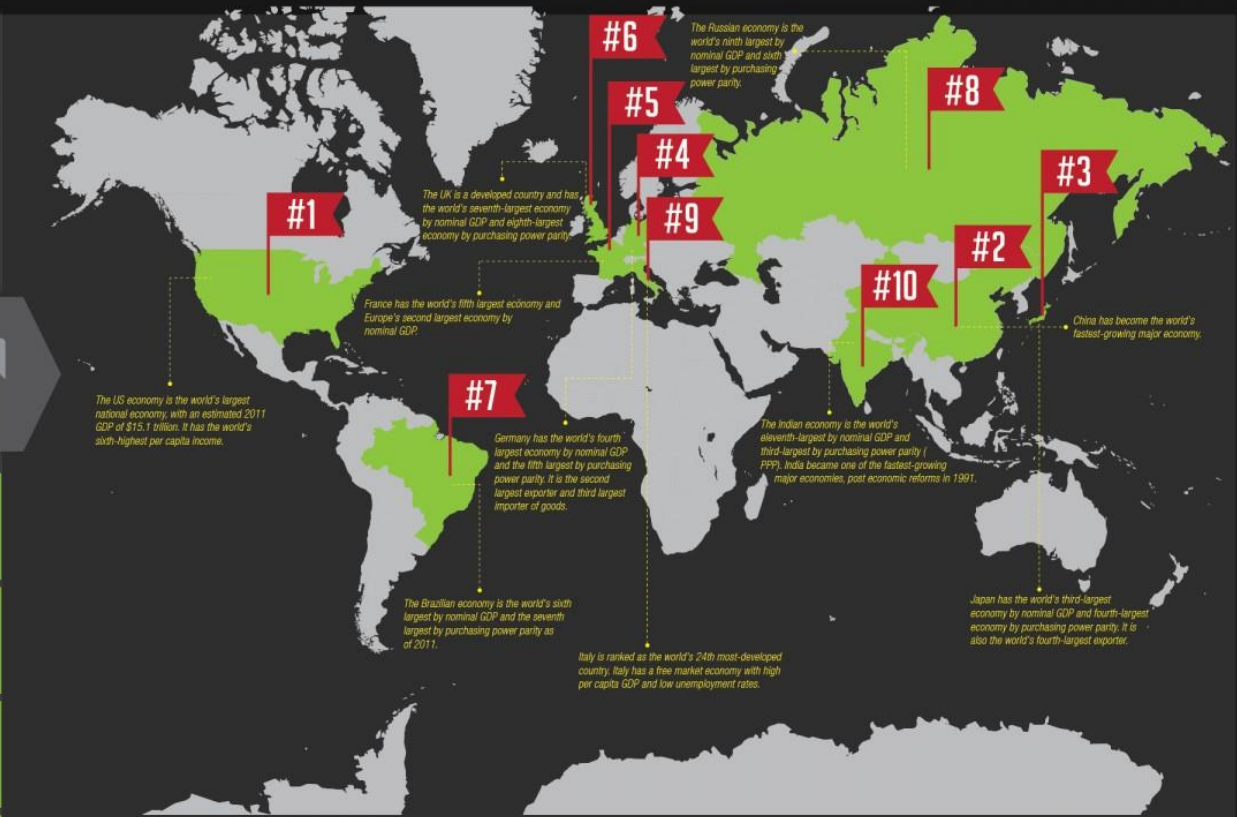 #6
The Russian economy is the
world's ninth largest by
nominal GDP and sixth
largest by purchasing
power parity.
#5
#8
#4
#3
The UK is a developed country and has
the world's seventh-largest economy
by nominal GDP and eighth-largest
economy by purchasing power parity.
#1
#9
#2
#10
France has the world's fifth largest economy and
Europe's second largest economy by
nominal GDP.
China has become the world's
fastest-growing major economy.
The US economy is the world's largest
national economy, with an estimated 2011
GDP of $15.1 trillion. It has the world's
sixth-highest per capita income.
#7
Germany has the world's fourth
largest economy by nominal GDP
and the fifth largest by purchasing
power parity. It is the second
largest exporter and third largest
importer of goods.
The Indian economy is the world's
eleventh-largest by nominal GDP and
third-largest by purchasing power parity (
PPP). India became one of the fastest-growing
major economies, post economic reforms in 1991.
The Brazilian economy is the world's sixth
largest by nominal GDP and the seventh
largest by purchasing power parity as
of 2011.
Japan has the world's third-largest
economy by nominal GDP and fourth-largest
economy by purchasing power parity. It is
also the world's fourth-largest exporter.
Italy is ranked as the world's 24th most-developed
country. Italy has a free market economy with high
per capita GDP and low unemployment rates.